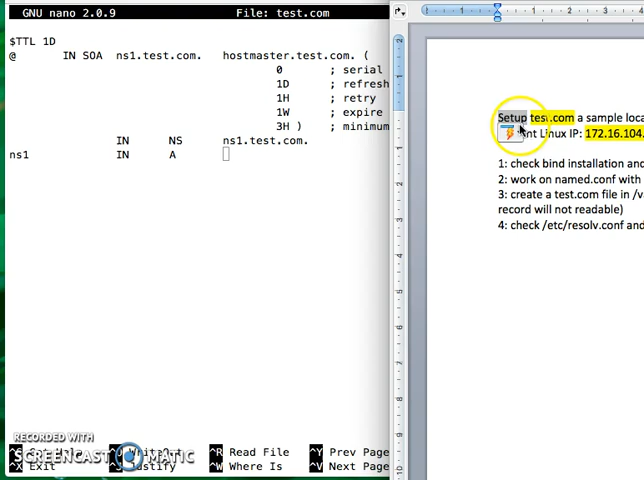 GNU nano 2.0.9 File: test.com
$TTL 1D
@ IN SOA ns1.test.com. hostmaster.test.com. (
0 ; serial
1D ; refresh
1H ; retry
1W ; expire
3H ) ; minimum
IN NS ns1.test.com.
ns1 IN A
^X Exit ^J Justify ^W Where Is ^V Next Page
^R Read File ^Y Prev Page
RECORDED WITH
SCREENCAST MATIC
Setup test.com a sample loca
nt Linux IP: 172.16.104.
1: check bind installation and
2: work on named.conf with
3: create a test.com file in /v
record will not readable)
4: check /etc/resolv.conf and